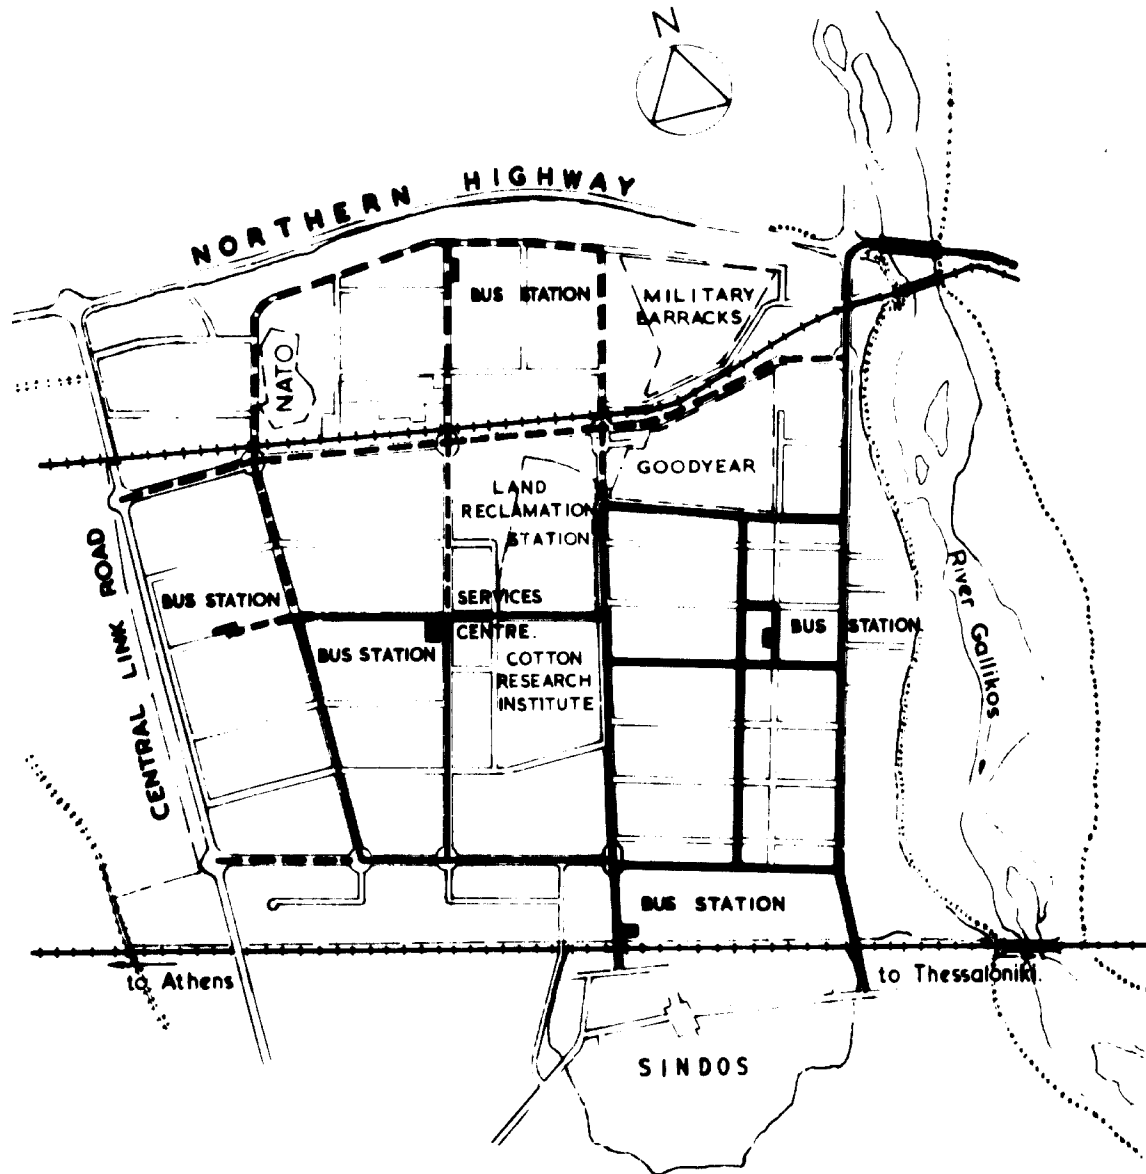 N
NORTHERN HIGHWAY
BUS STATION
MILITARY
BARRACKS
NATO
GOODYEAR
LAND
RECLAMATION
STATION
CENTRAL LINK ROAD
BUS STATION
SERVICES
CENTRE.
BUS STATION
BUS STATION
COTTON
RESEARCH
INSTITUTE
River Gallikos
BUS STATION
to Athens
to Thessaloniki.
SINDOS